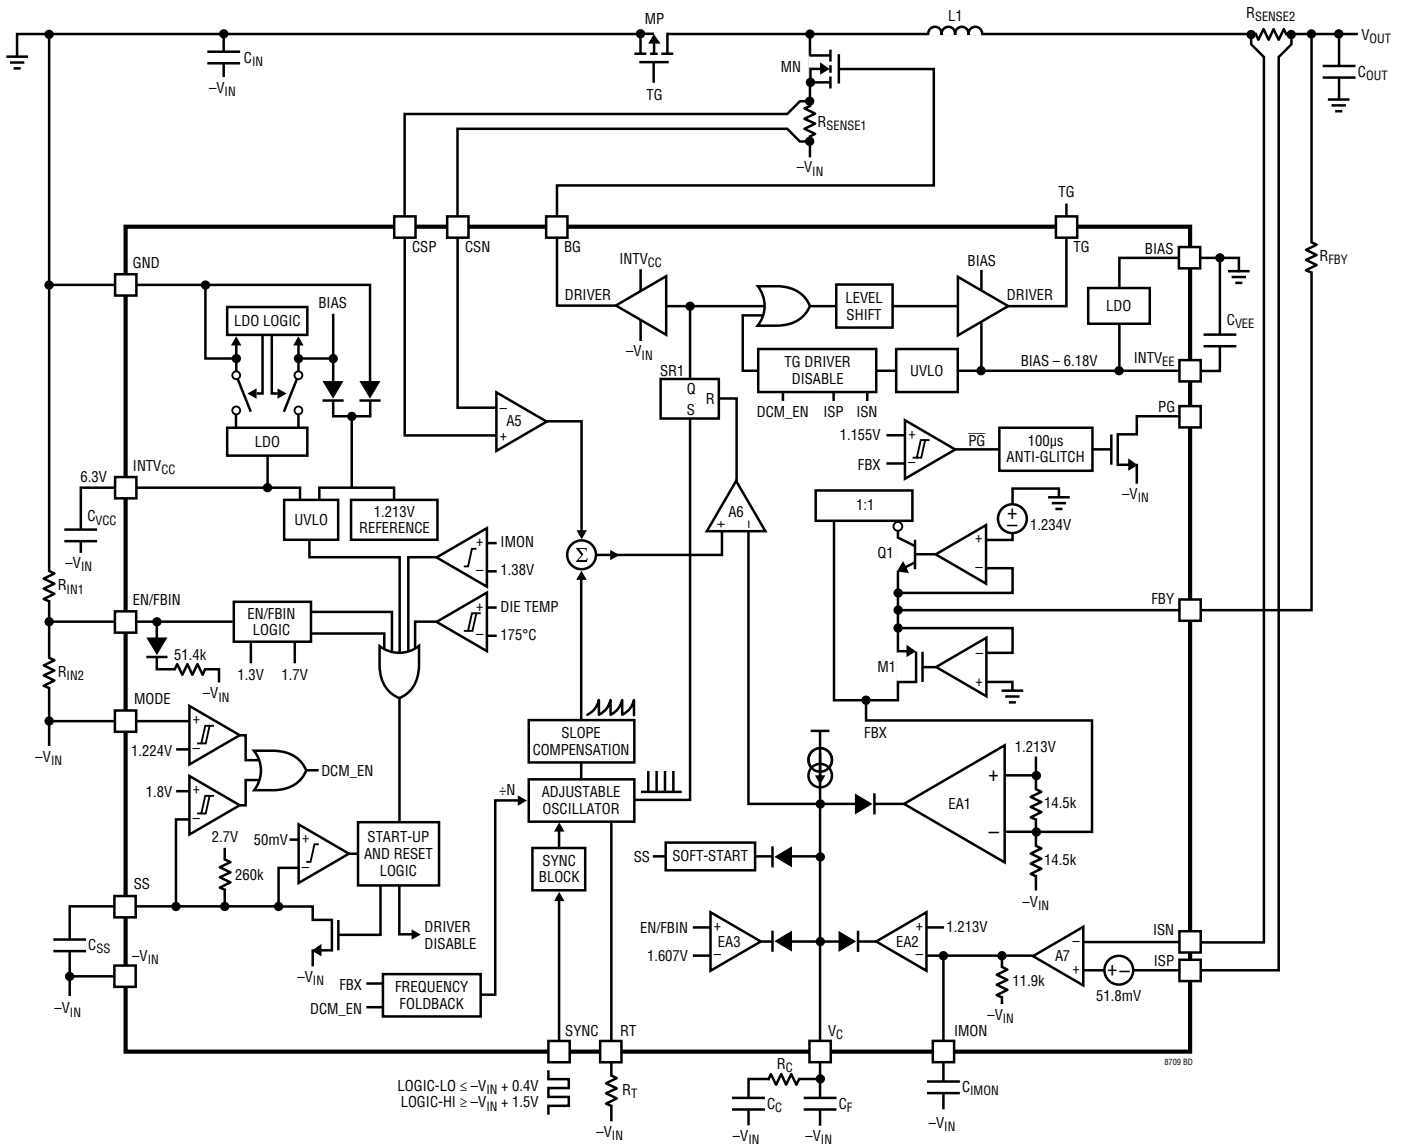 MP
L1
RSENSE2
VOUT
CIN
–VIN
TG
MN
COUT
RSENSE1
–VIN
TG
CSP
CSN
BG
TG
BIAS
RFBY
GND
INTVCC
BIAS
DRIVER
LEVEL
SHIFT
DRIVER
LDO
CVEE
BIAS
LDO LOGIC
–VIN
BIAS – 6.18V
INTVEE
SR1
TG DRIVER
DISABLE
UVLO
Q
R
S
DCM_EN
ISP
ISN
PG
–
A5
+
1.155V
+
PG
100µs
ANTI-GLITCH
FBX
–
–VIN
LDO
6.3V
INTVCC
CVCC
–VIN
UVLO
1.213V
REFERENCE
A6
+
–
1:1
+
–
1.234V
+
IMON
–
1.38V
Σ
Q1
+
–
RIN1
EN/FBIN
EN/FBIN
LOGIC
+
DIE TEMP
–
175°C
FBY
51.4k
1.3V
1.7V
–VIN
RIN2
M1
–
+
MODE
+
1.224V
–
–VIN
DCM_EN
SLOPE
COMPENSATION
FBX
1.213V
1.8V
+
–
÷N
ADJUSTABLE
OSCILLATOR
+
EA1
–
14.5k
14.5k
–VIN
2.7V
260k
50mV
+
–
START-UP
AND RESET
LOGIC
SYNC
BLOCK
SS
SOFT-START
SS
CSS
–VIN
–VIN
–VIN
DRIVER
DISABLE
EN/FBIN
+
EA3
1.607V
–
EA2
+
1.213V
–
A7
–
+
ISN
ISP
+
–
51.8mV
11.9k
–VIN
FBX
FREQUENCY
FOLDBACK
DCM_EN
SYNC
RT
VC
IMON
8709 BD
LOGIC-LO ≤ –VIN + 0.4V
LOGIC-HI ≥ –VIN + 1.5V
RT
–VIN
RC
CC
CF
–VIN
–VIN
CIMON
–VIN